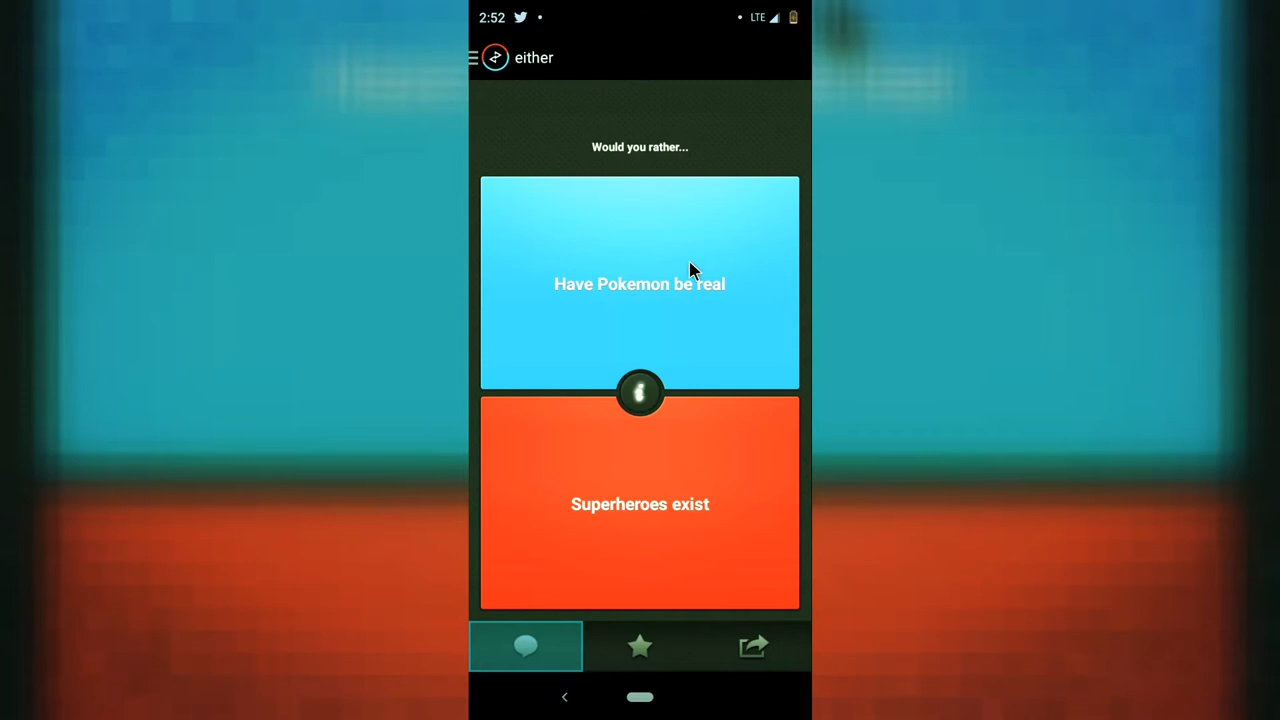 2:52 LTE
either
Would you rather...
Have Pokemon be real
Superheroes exist